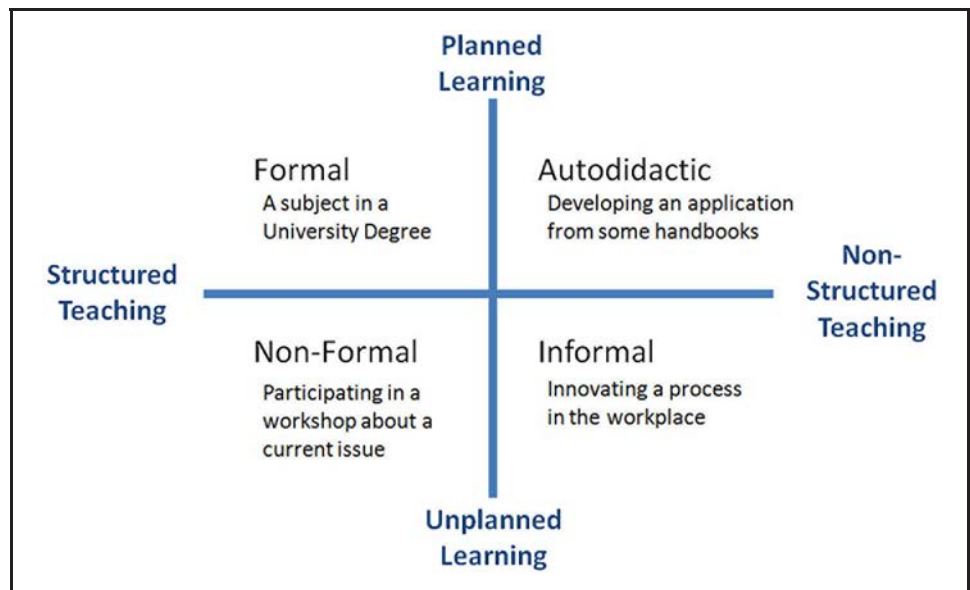 Planned
Learning
Formal
A subject in a
University Degree
Autodidactic
Developing an application
from some handbooks
Structured
Teaching
Non-
Structured
Teaching
Non-Formal
Participating in a
workshop about a
current issue
Informal
Innovating a process
in the workplace
Unplanned
Learning